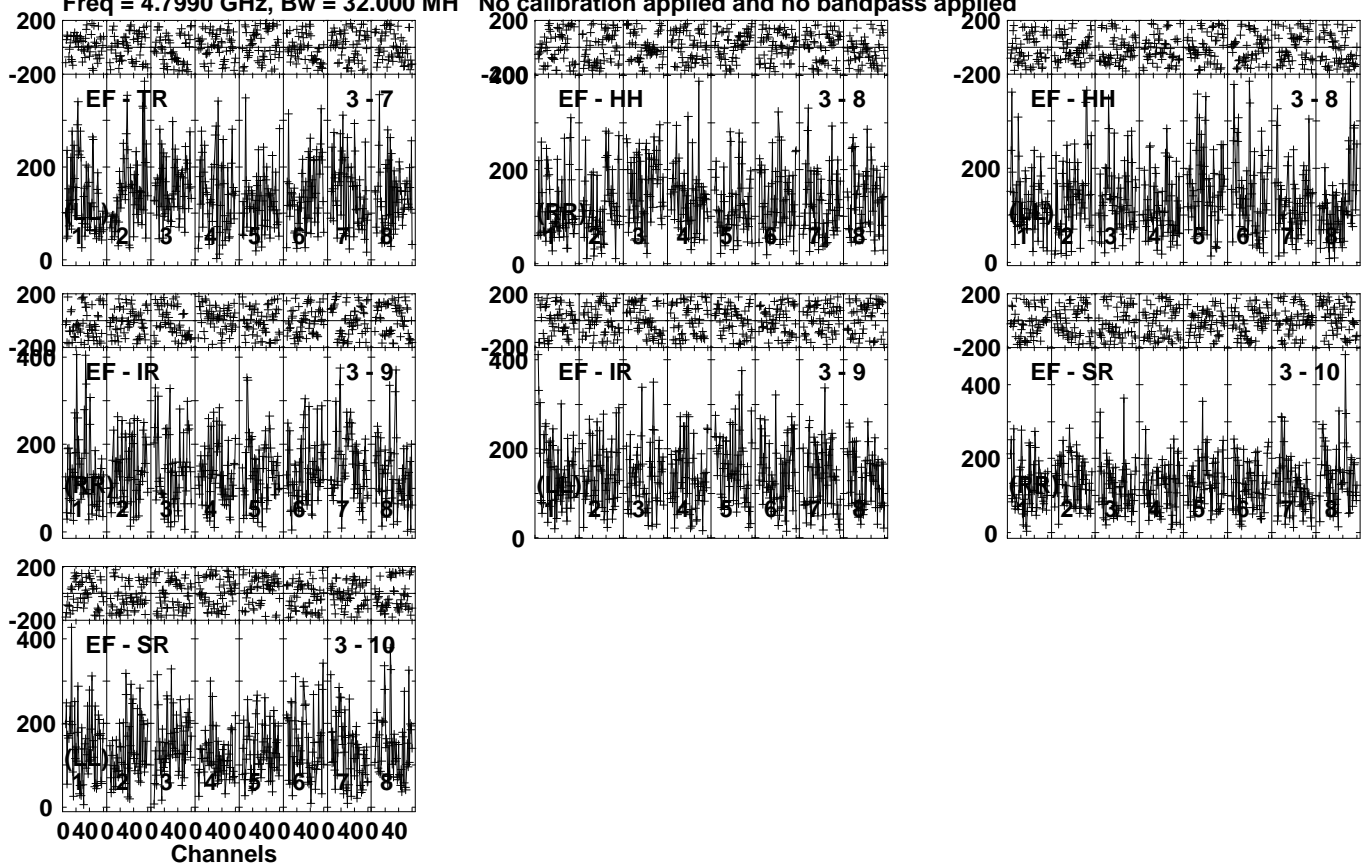 Freq = 4.7990 GHz, Bw = 32.000 MH No calibration applied and no bandpass applied
200
-200
EF - TR 3 - 7
200
(LL)
1 2 3 4 5 6 7 8
0
200
-200
400
EF - HH 3 - 8
200
(RR)
1 2 3 4 5 6 7 8
0
200
-200
EF - HH 3 - 8
200
(LL)
1 2 3 4 5 6 7 8
0
200
-200
400
EF - IR 3 - 9
200
(RR)
1 2 3 4 5 6 7 8
0
200
-200
400
EF - IR 3 - 9
200
(LL)
1 2 3 4 5 6 7 8
0
200
-200
400
EF - SR 3 - 10
200
(RR)
1 2 3 4 5 6 7 8
0
200
-200
400
EF - SR 3 - 10
200
(LL)
1 2 3 4 5 6 7 8
0
0 40 0 40 0 40 0 40 0 40 0 40 0 40 0 40
Channels